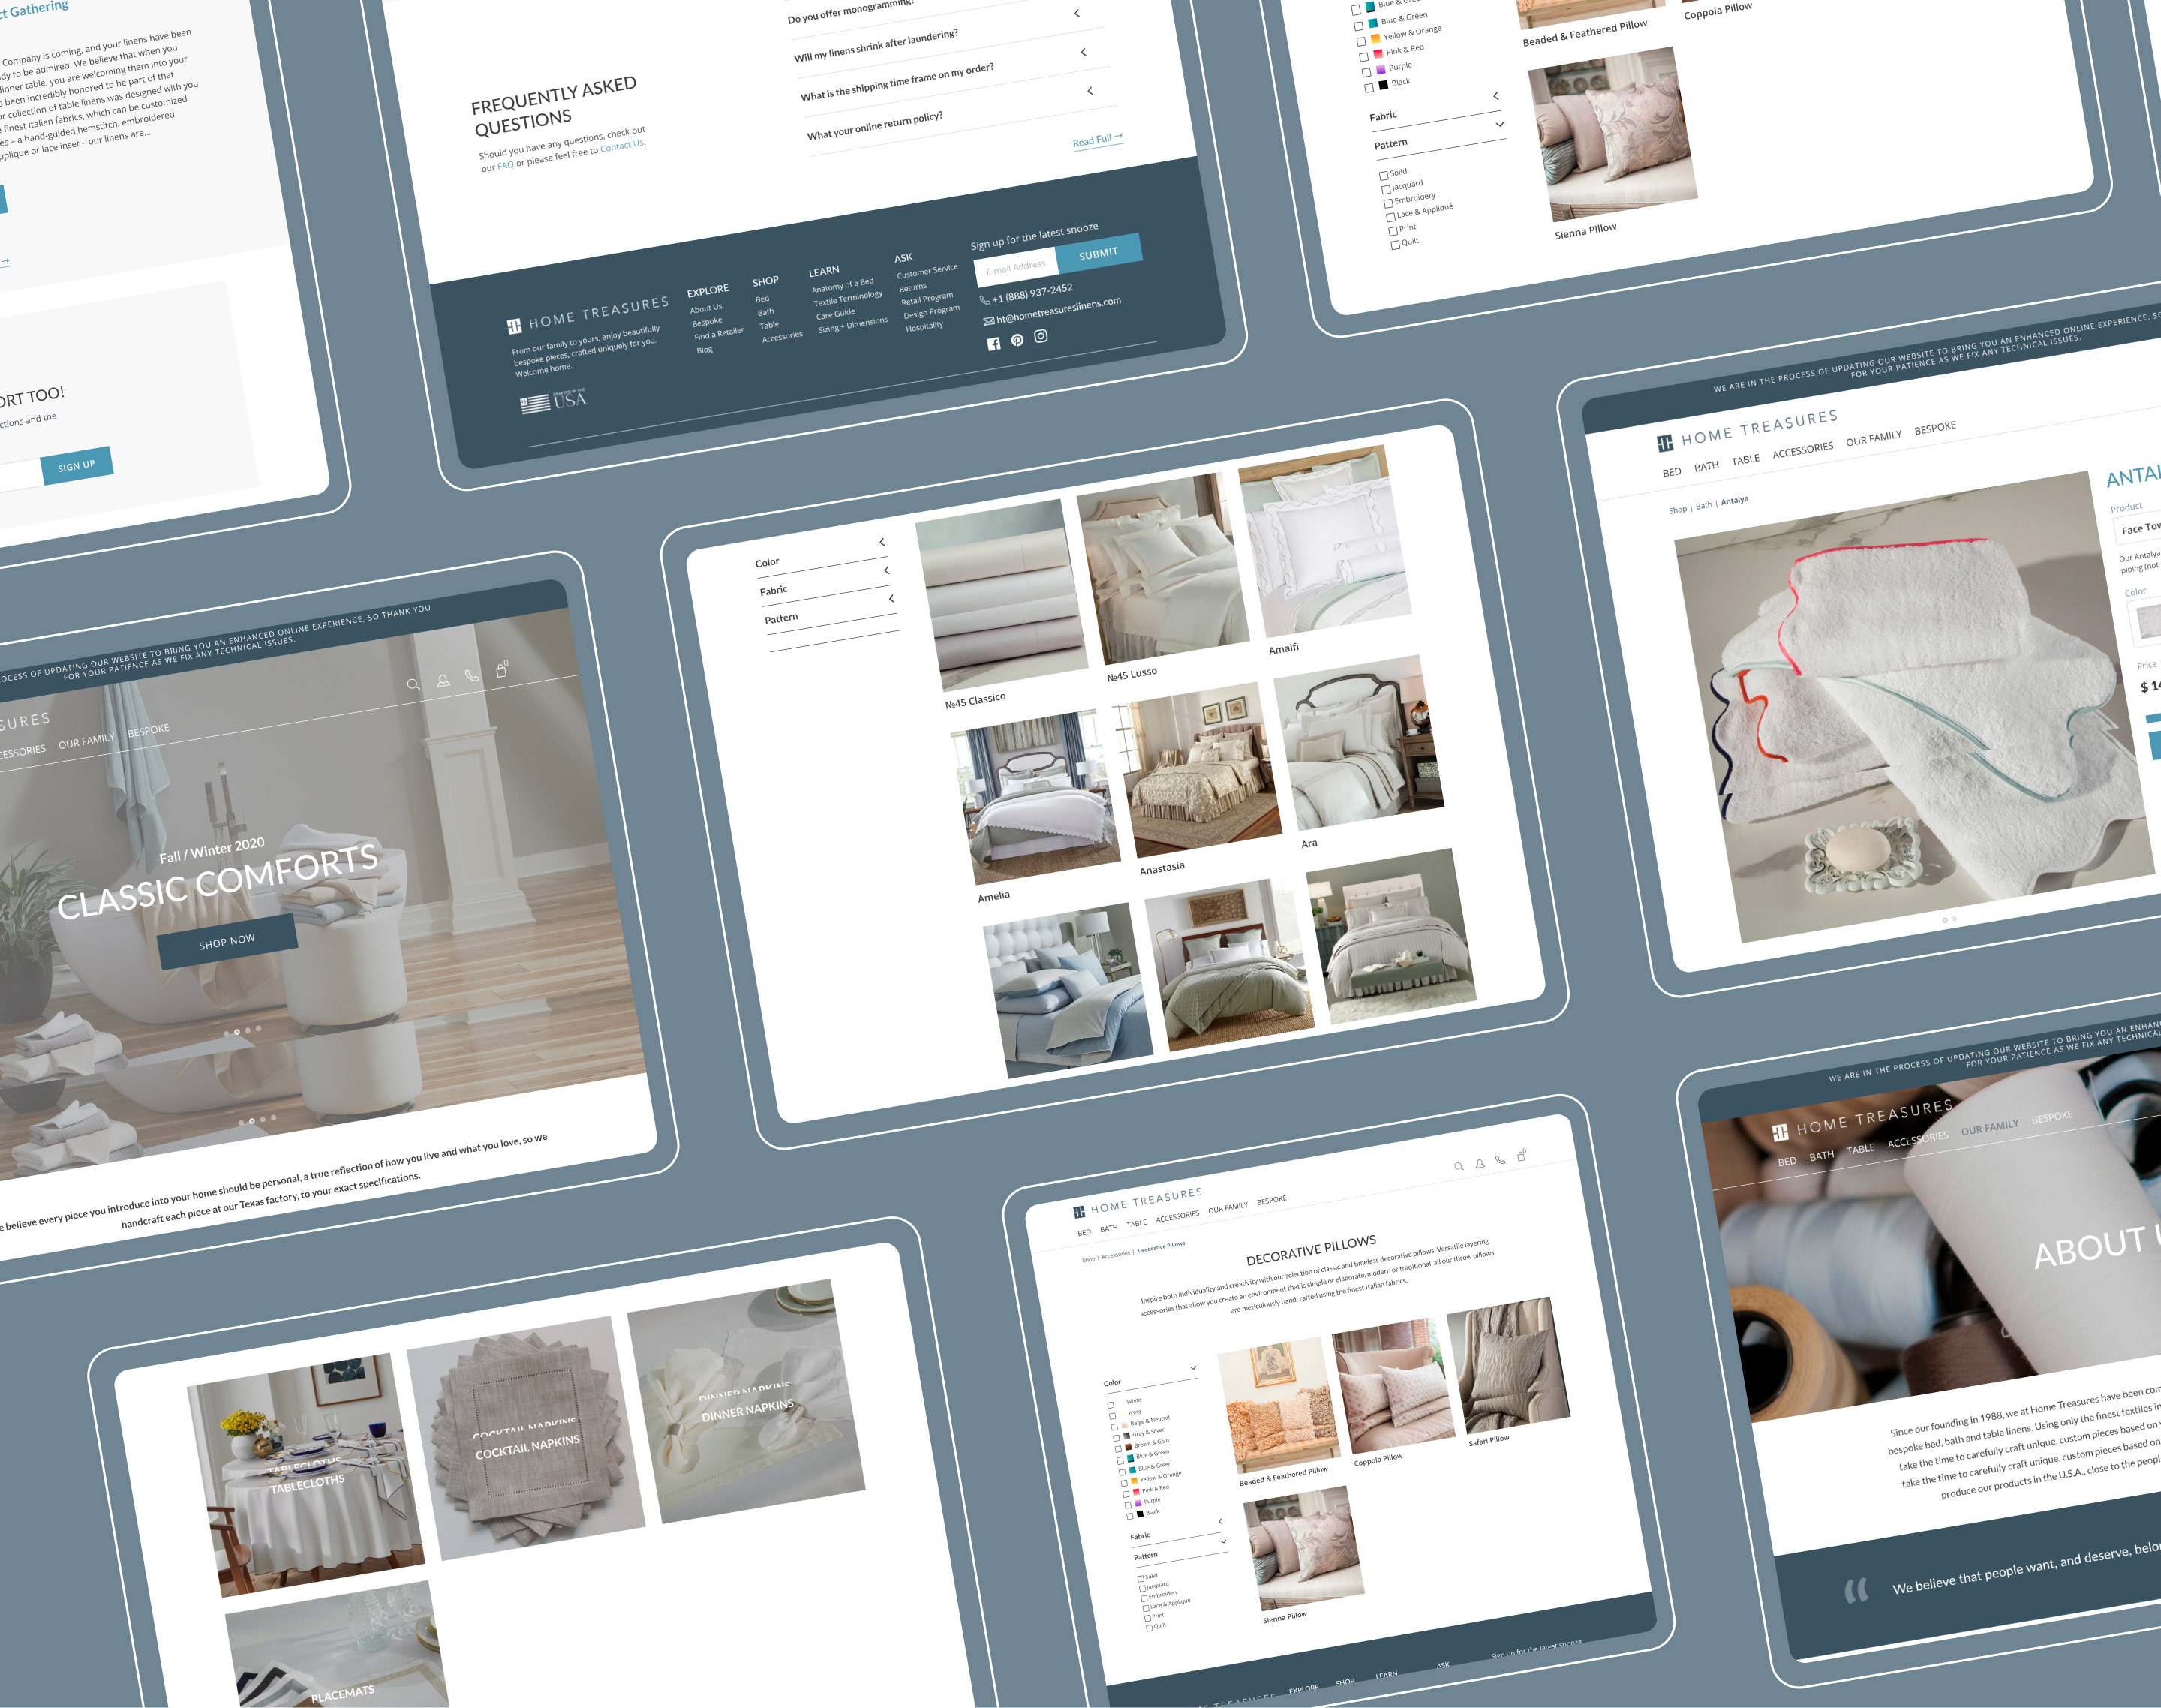 ct Gathering
Company is coming, and your linens have been
dy to be admired. We believe that when you
dinner table, you are welcoming them into your
s been incredibly honored to be part of that
ur collection of table linens was designed with you
e finest Italian fabrics, which can be customized
es – a hand-guided hemstitch, embroidered
pplique or lace inset – our linens are...
ORT TOO!
ctions and the
SIGN UP
FREQUENTLY ASKED
QUESTIONS
Should you have any questions, check out
our FAQ or please feel free to Contact Us.
Do you offer monogramming?
Will my linens shrink after laundering?
What is the shipping time frame on my order?
What your online return policy?
Read Full →
HOME TREASURES
From our family to yours, enjoy beautifully
bespoke pieces, crafted uniquely for you.
Welcome home.
CRAFTED IN THE
USA
EXPLORE
About Us
Bespoke
Find a Retailer
Blog
SHOP
Bed
Bath
Table
Accessories
LEARN
Anatomy of a Bed
Textile Terminology
Care Guide
Sizing + Dimensions
ASK
Customer Service
Returns
Retail Program
Design Program
Hospitality
Sign up for the latest snooze
E-mail Address
SUBMIT
+1 (888) 937-2452
ht@hometreasureslinens.com
Blue & Green
Yellow & Orange
Pink & Red
Purple
Black
Fabric
Pattern
Solid
Jacquard
Embroidery
Lace & Appliqué
Print
Quilt
Beaded & Feathered Pillow
Coppola Pillow
Sienna Pillow
OCESS OF UPDATING OUR WEBSITE TO BRING YOU AN ENHANCED ONLINE EXPERIENCE, SO THANK YOU
FOR YOUR PATIENCE AS WE FIX ANY TECHNICAL ISSUES.
SURES
0
CESSORIES OUR FAMILY BESPOKE
Fall / Winter 2020
CLASSIC COMFORTS
SHOP NOW
e believe every piece you introduce into your home should be personal, a true reflection of how you live and what you love, so we
handcraft each piece at our Texas factory, to your exact specifications.
Color
Fabric
Pattern
№45 Classico
№45 Lusso
Amalfi
Amelia
Anastasia
Ara
WE ARE IN THE PROCESS OF UPDATING OUR WEBSITE TO BRING YOU AN ENHANCED ONLINE EXPERIENCE, SO
FOR YOUR PATIENCE AS WE FIX ANY TECHNICAL ISSUES.
HOME TREASURES
BED BATH TABLE ACCESSORIES OUR FAMILY BESPOKE
Shop | Bath | Antalya
ANTAL
Product
Face Tow
Our Antalya
piping (not
Color
Price
$ 14
TABLECLOTHS
TABLECLOTHS
COCKTAIL NAPKINS
COCKTAIL NAPKINS
DINNER NAPKINS
DINNER NAPKINS
PLACEMATS
HOME TREASURES
0
BED BATH TABLE ACCESSORIES OUR FAMILY BESPOKE
Shop | Accessories | Decorative Pillows
DECORATIVE PILLOWS
Inspire both individuality and creativity with our selection of classic and timeless decorative pillows. Versatile layering
accessories that allow you create an environment that is simple or elaborate, modern or traditional, all our throw pillows
are meticulously handcrafted using the finest Italian fabrics.
Color
White
Ivory
Beige & Neutral
Gray & Silver
Brown & Gold
Blue & Green
Blue & Green
Yellow & Orange
Pink & Red
Purple
Black
Fabric
Pattern
Solid
Jacquard
Embroidery
Lace & Appliqué
Print
Quilt
Beaded & Feathered Pillow
Coppola Pillow
Safari Pillow
Sienna Pillow
TREASURES
EXPLORE
SHOP
LEARN
ASK
Sign up for the latest snooze
WE ARE IN THE PROCESS OF UPDATING OUR WEBSITE TO BRING YOU AN ENHAN
FOR YOUR PATIENCE AS WE FIX ANY TECHNICAL
HOME TREASURES
BED BATH TABLE ACCESSORIES OUR FAMILY BESPOKE
ABOUT U
Since our founding in 1988, we at Home Treasures have been com
bespoke bed, bath and table linens. Using only the finest textiles in
take the time to carefully craft unique, custom pieces based on
take the time to carefully craft unique, custom pieces based on
produce our products in the U.S.A., close to the people
“ We believe that people want, and deserve, belo